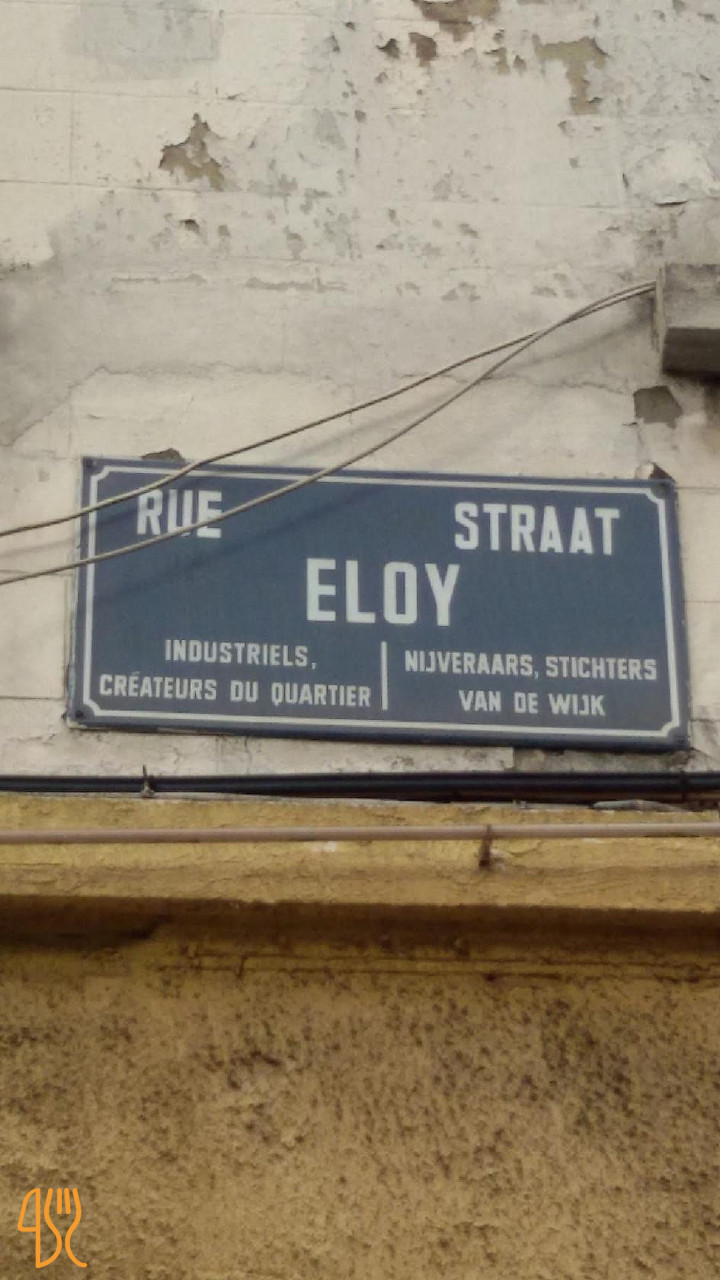 RUE STRAAT
ELOY
INDUSTRIELS,
CRÉATEURS DU QUARTIER
NIJVERAARS, STICHTERS
VAN DE WIJK